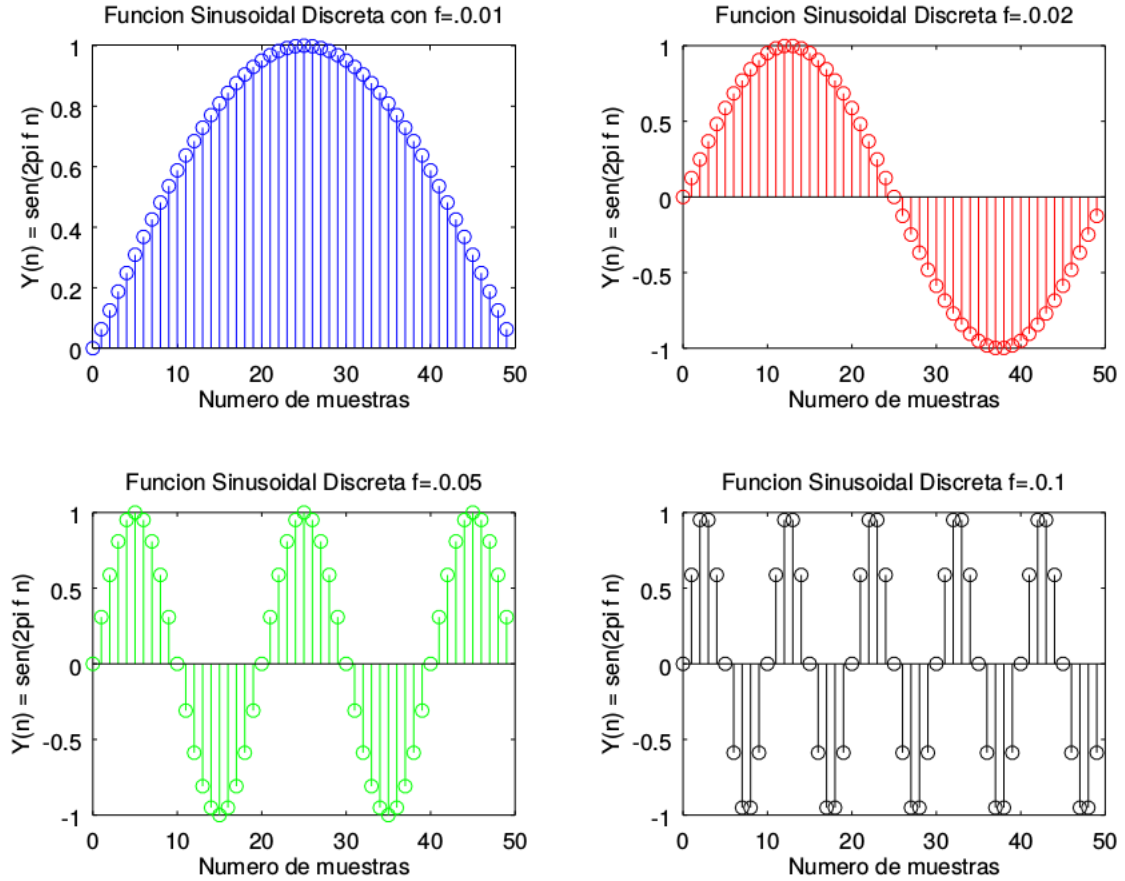 Funcion Sinusoidal Discreta con f=.0.01
Y(n) = sen(2pi f n)
1
0.8
0.6
0.4
0.2
0
0 10 20 30 40 50
Numero de muestras
Funcion Sinusoidal Discreta f=.0.02
Y(n) = sen(2pi f n)
1
0.5
0
-0.5
-1
0 10 20 30 40 50
Numero de muestras
Funcion Sinusoidal Discreta f=.0.05
Y(n) = sen(2pi f n)
1
0.5
0
-0.5
-1
0 10 20 30 40 50
Numero de muestras
Funcion Sinusoidal Discreta f=.0.1
Y(n) = sen(2pi f n)
1
0.5
0
-0.5
-1
0 10 20 30 40 50
Numero de muestras